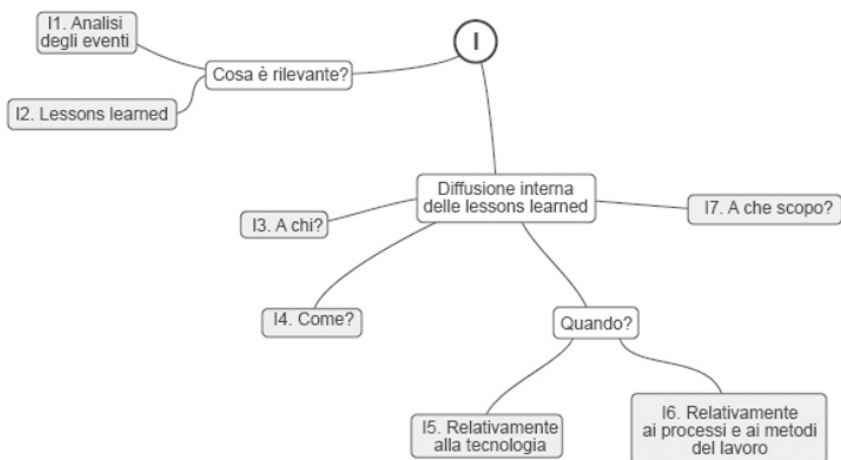 I
I1. Analisi
degli eventi
Cosa è rilevante?
I2. Lessons learned
Diffusione interna
delle lessons learned
I3. A chi?
I7. A che scopo?
I4. Come?
Quando?
I5. Relativamente
alla tecnologia
I6. Relativamente
ai processi e ai metodi
del lavoro